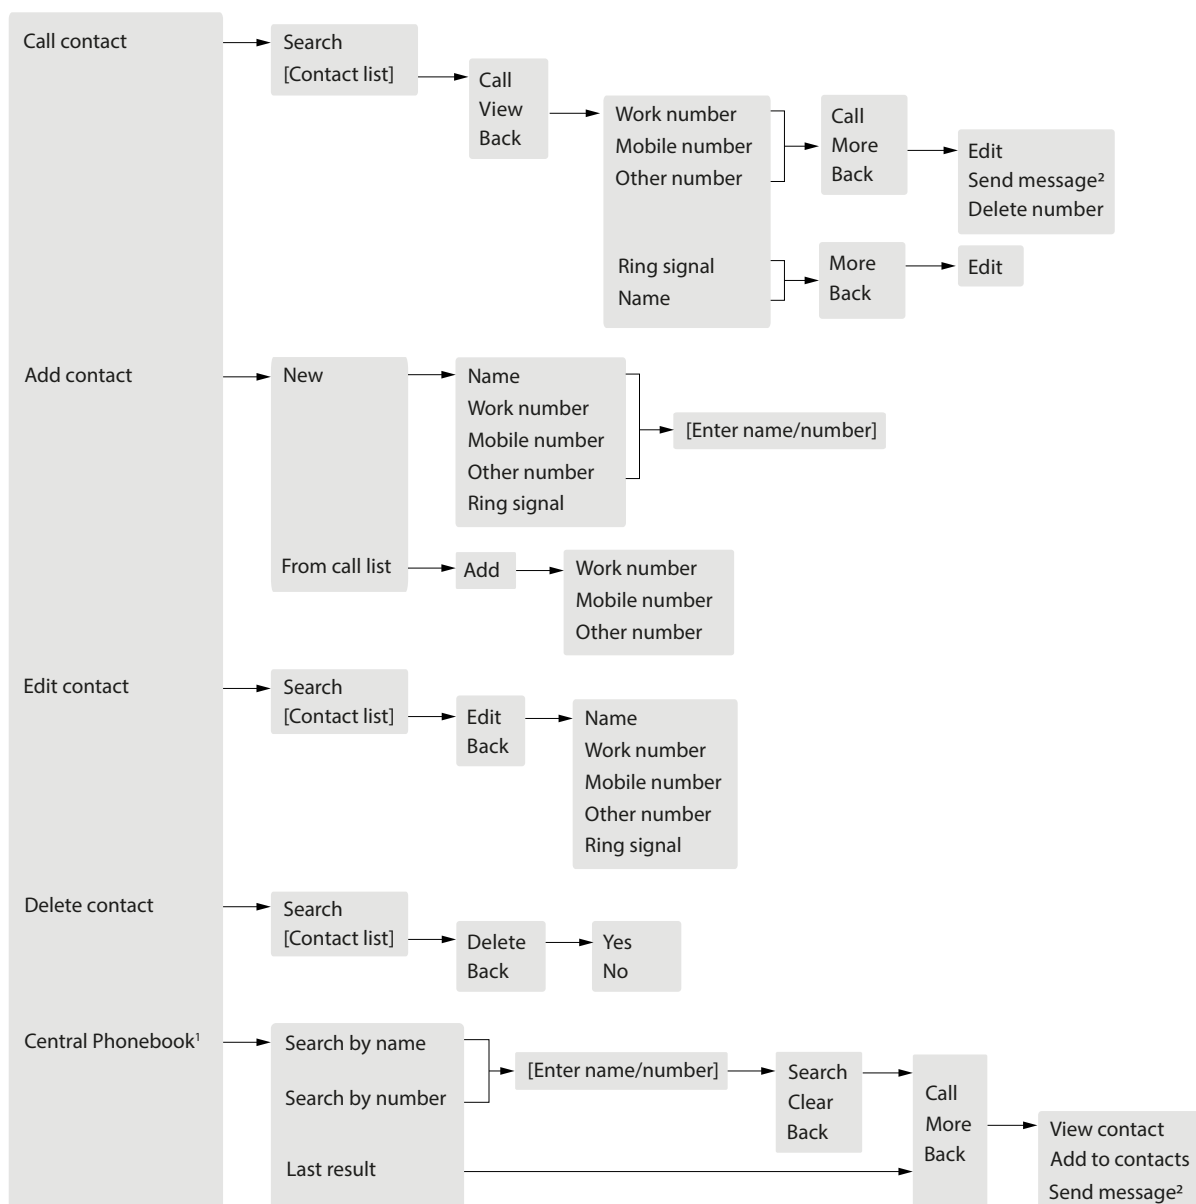 Call contact
Search
[Contact list]
Call
View
Back
Work number
Mobile number
Other number
Ring signal
Name
Call
More
Back
Edit
Send message²
Delete number
More
Back
Edit
Add contact
New
Name
Work number
Mobile number
Other number
Ring signal
[Enter name/number]
From call list
Add
Work number
Mobile number
Other number
Edit contact
Search
[Contact list]
Edit
Back
Name
Work number
Mobile number
Other number
Ring signal
Delete contact
Search
[Contact list]
Delete
Back
Yes
No
Central Phonebook¹
Search by name
Search by number
Last result
[Enter name/number]
Search
Clear
Back
Call
More
Back
View contact
Add to contacts
Send message²